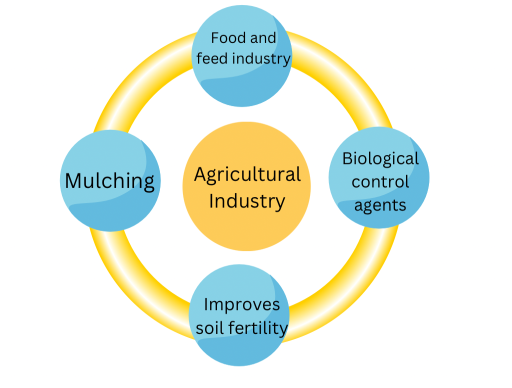 Food and
feed industry
Mulching
Agricultural
Industry
Biological
control
agents
Improves
soil fertility